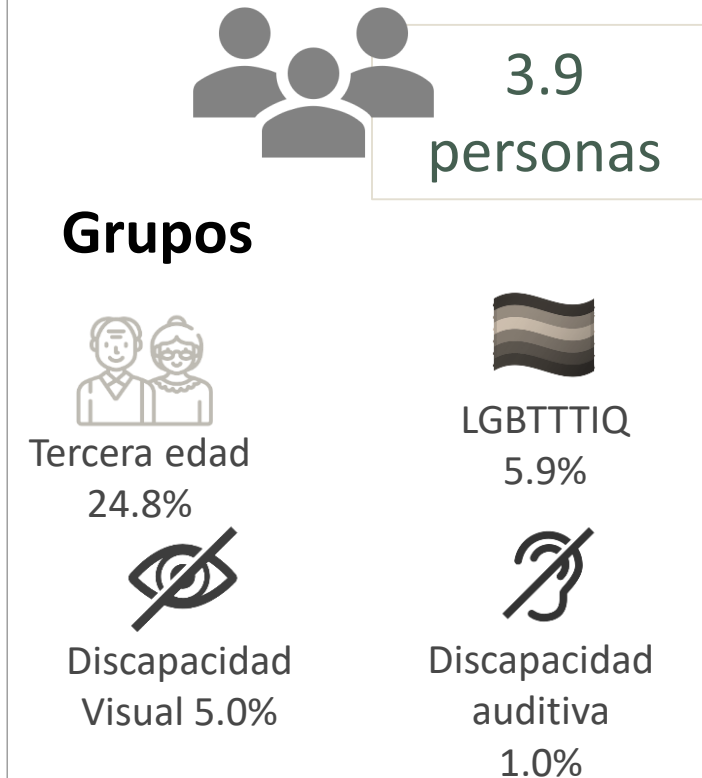 3.9
personas
Grupos
Tercera edad
24.8%
LGBTTTIQ
5.9%
Discapacidad
Visual 5.0%
Discapacidad
auditiva
1.0%